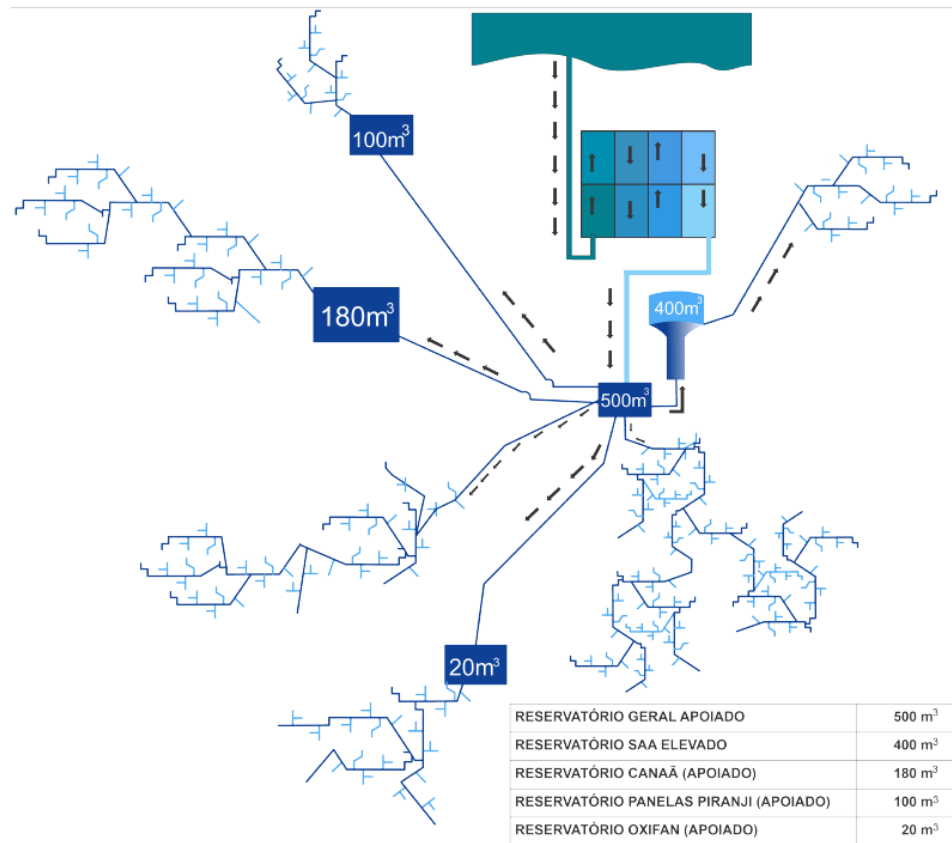 100m³
180m³
400m³
500m³
20m³
RESERVATÓRIO GERAL APOIADO 500 m³
RESERVATÓRIO SAA ELEVADO 400 m³
RESERVATÓRIO CANAÃ (APOIADO) 180 m³
RESERVATÓRIO PANELAS PIRANJI (APOIADO) 100 m³
RESERVATÓRIO OXIFAN (APOIADO) 20 m³